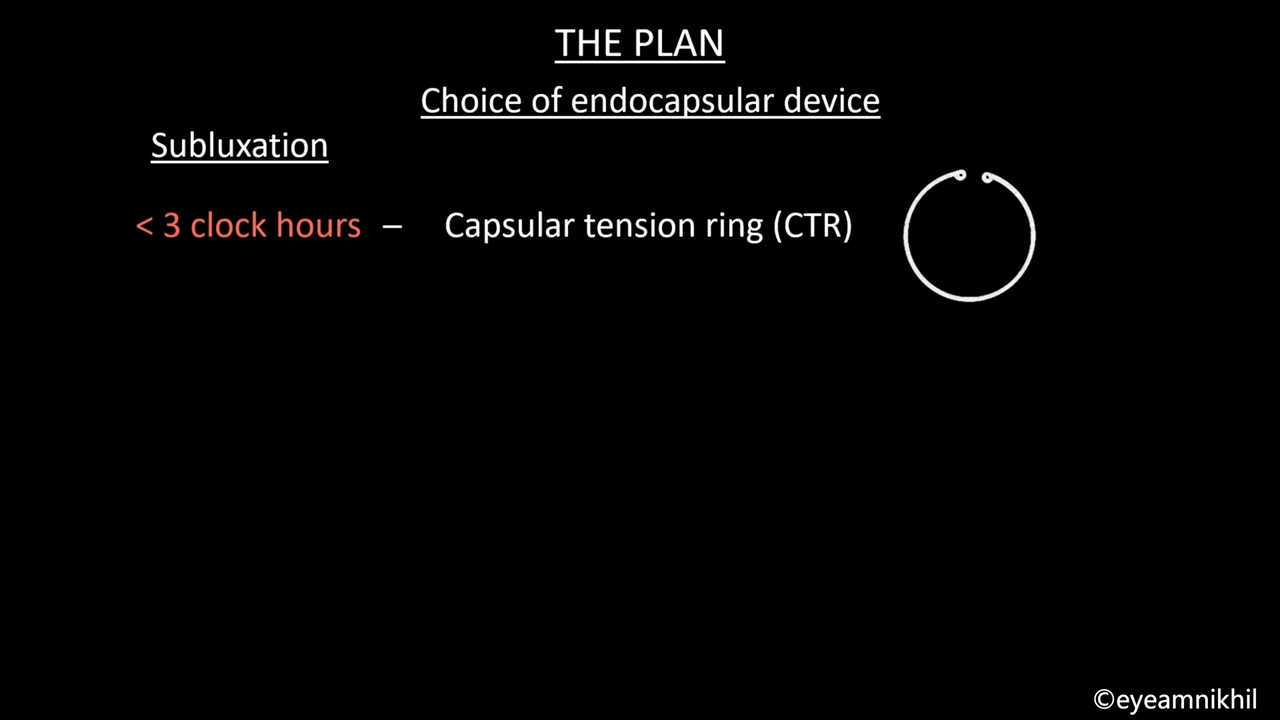 THE PLAN
Choice of endocapsular device
Subluxation
< 3 clock hours – Capsular tension ring (CTR)
©eyeamnikhil